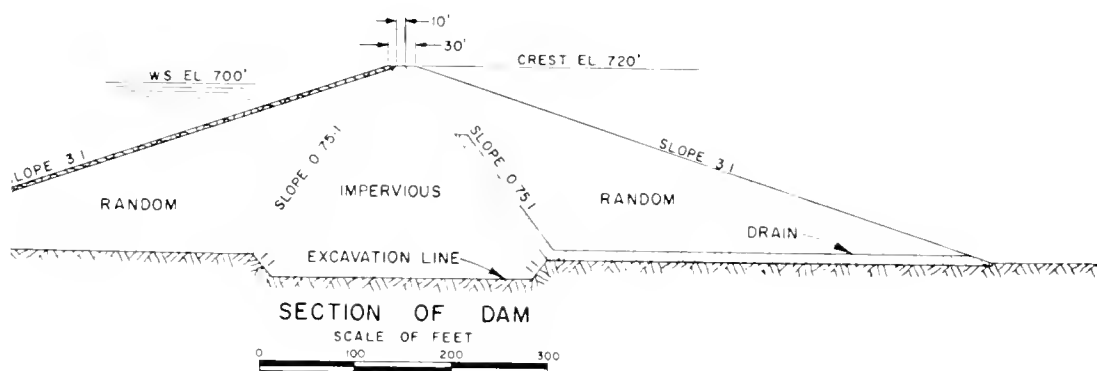 10'
30'
WS EL 700'
CREST EL 720'
SLOPE 3:1
SLOPE 0.75:1
SLOPE 0.75:1
SLOPE 3:1
RANDOM
IMPERVIOUS
RANDOM
DRAIN
EXCAVATION LINE
SECTION OF DAM
SCALE OF FEET
0 100 200 300